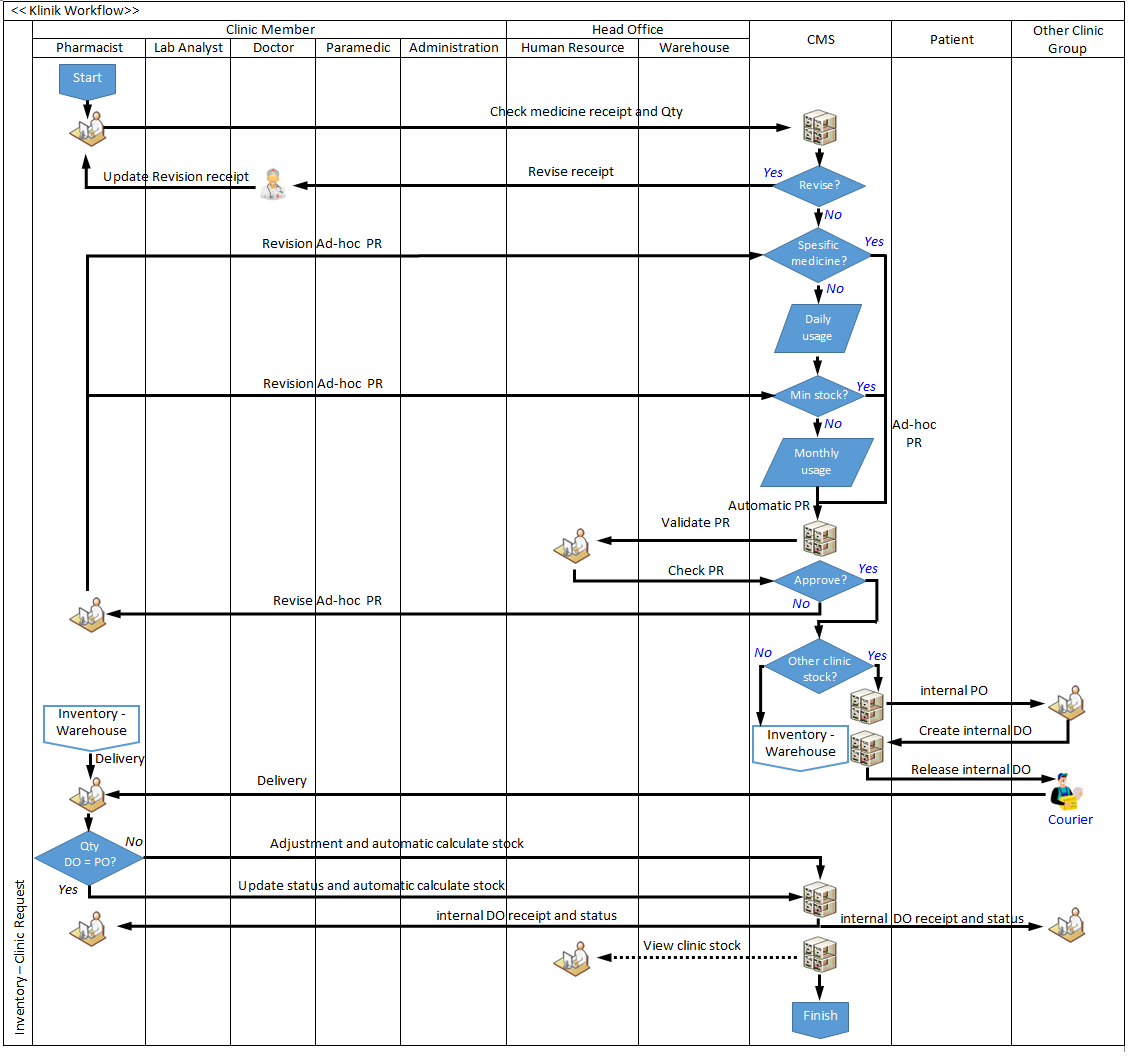 << Klinik Workflow>>
Clinic Member
Head Office
CMS
Patient
Other Clinic
Group
Pharmacist
Lab Analyst
Doctor
Paramedic
Administration
Human Resource
Warehouse
Start
Check medicine receipt and Qty
Update Revision receipt
Revise receipt
Yes
Revise?
No
Revision Ad-hoc PR
Spesific
medicine?
Yes
No
Daily
usage
Revision Ad-hoc PR
Min stock?
Yes
No
Ad-hoc
PR
Monthly
usage
Automatic PR
Validate PR
Check PR
Approve?
Yes
No
Revise Ad-hoc PR
No
Other clinic
stock?
Yes
internal PO
Inventory -
Warehouse
Inventory -
Warehouse
Create internal DO
Delivery
Release internal DO
Delivery
Courier
Qty
DO = PO?
No
Adjustment and automatic calculate stock
Yes
Update status and automatic calculate stock
internal DO receipt and status
internal DO receipt and status
View clinic stock
Finish
Inventory – Clinic Request